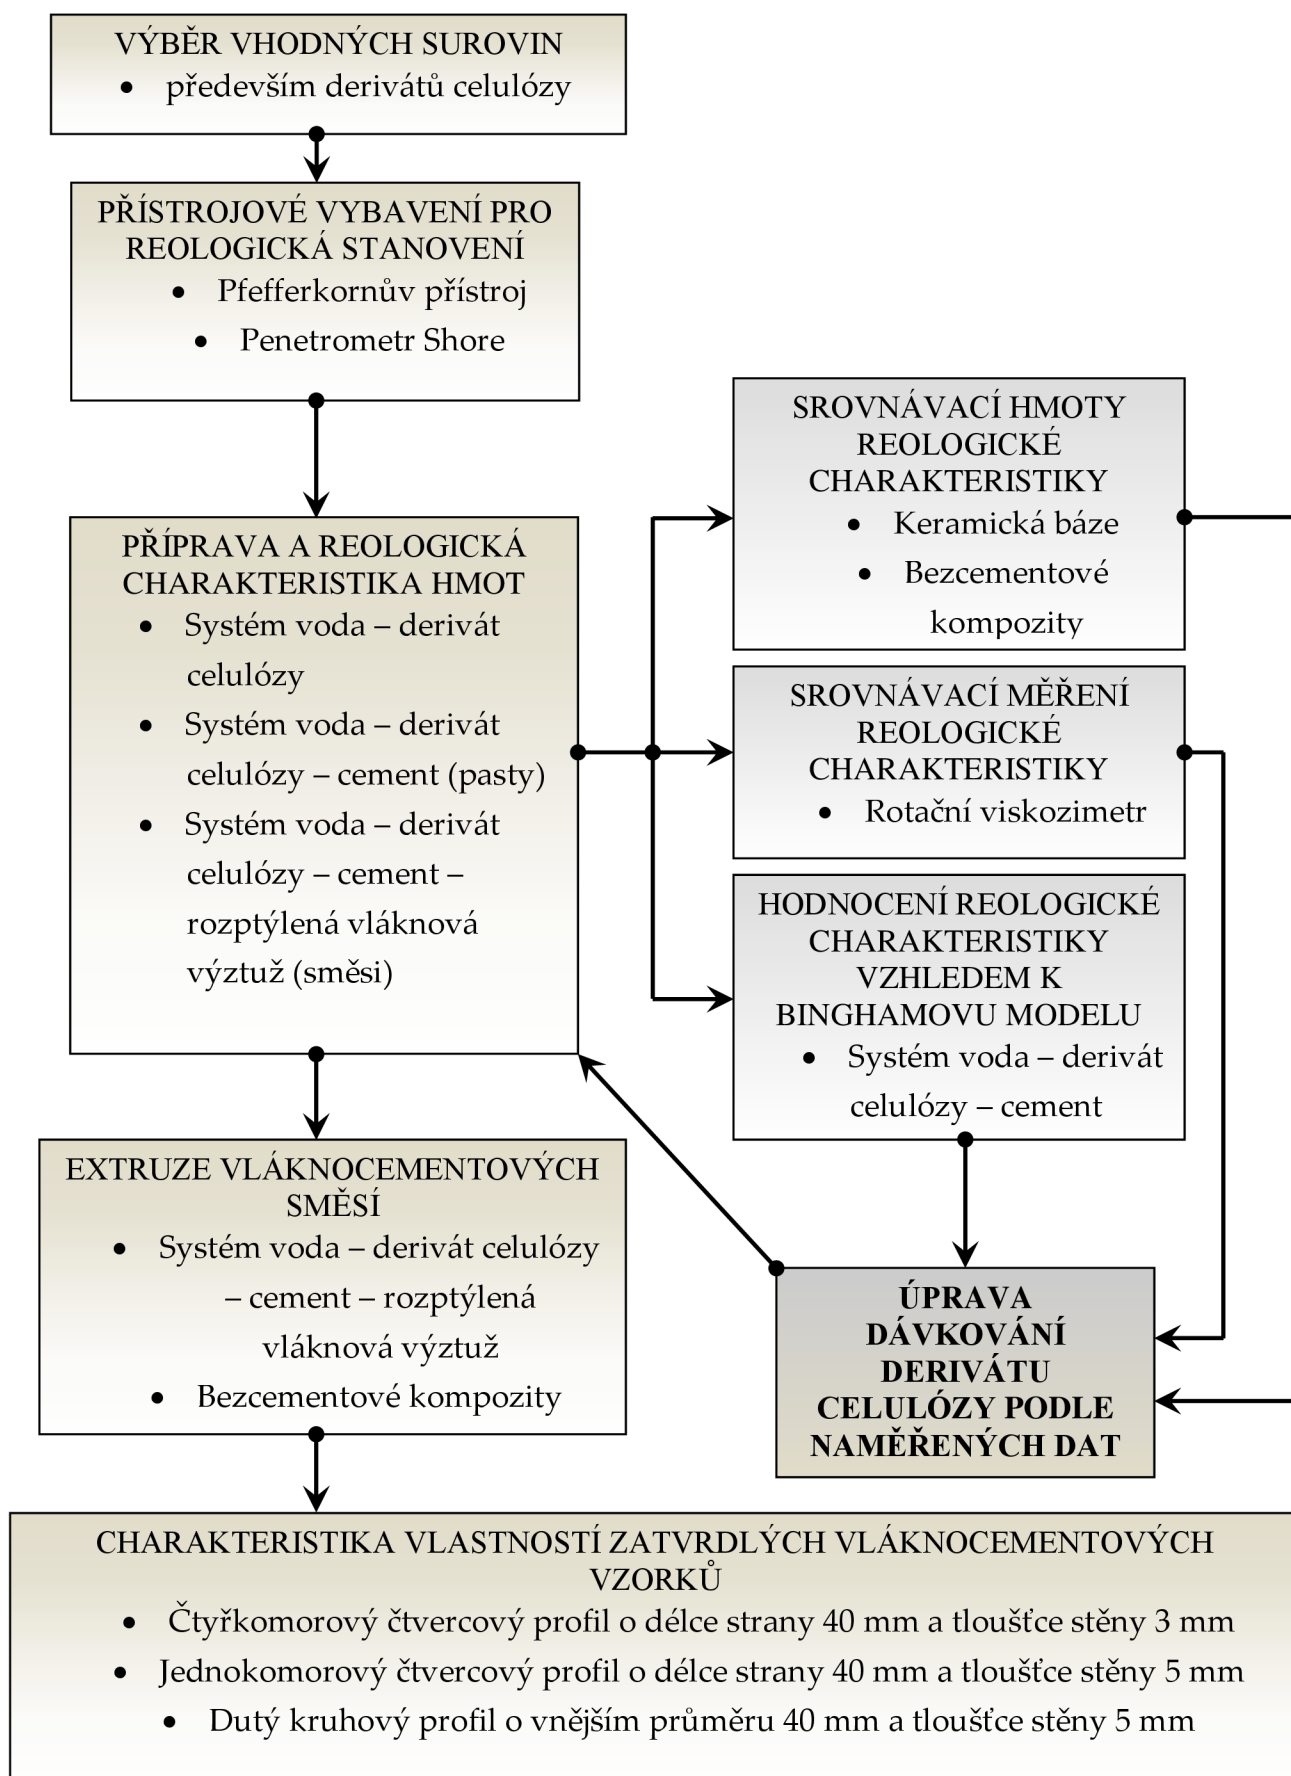 VÝBĚR VHODNÝCH SUROVIN
• především derivátů celulózy
PŘÍSTROJOVÉ VYBAVENÍ PRO
REOLOGICKÁ STANOVENÍ
• Pfefferkornův přístroj
• Penetrometr Shore
PŘÍPRAVA A REOLOGICKÁ
CHARAKTERISTIKA HMOT
• Systém voda – derivát
celulózy
• Systém voda – derivát
celulózy – cement (pasty)
• Systém voda – derivát
celulózy – cement –
rozptýlená vláknová
výztuž (směsi)
SROVNÁVACÍ HMOTY
REOLOGICKÉ
CHARAKTERISTIKY
• Keramická báze
• Bezcementové
kompozity
SROVNÁVACÍ MĚŘENÍ
REOLOGICKÉ
CHARAKTERISTIKY
• Rotační viskozimetr
HODNOCENÍ REOLOGICKÉ
CHARAKTERISTIKY
VZHLEDEM K
BINGHAMOVU MODELU
• Systém voda – derivát
celulózy – cement
EXTRUZE VLÁKNOCEMENTOVÝCH
SMĚSÍ
• Systém voda – derivát celulózy
– cement – rozptýlená
vláknová výztuž
• Bezcementové kompozity
ÚPRAVA
DÁVKOVÁNÍ
DERIVÁTU
CELULÓZY PODLE
NAMĚŘENÝCH DAT
CHARAKTERISTIKA VLASTNOSTÍ ZATVRDLÝCH VLÁKNOCEMENTOVÝCH
VZORKŮ
• Čtyřkomorový čtvercový profil o délce strany 40 mm a tloušťce stěny 3 mm
• Jednokomorový čtvercový profil o délce strany 40 mm a tloušťce stěny 5 mm
• Dutý kruhový profil o vnějším průměru 40 mm a tloušťce stěny 5 mm